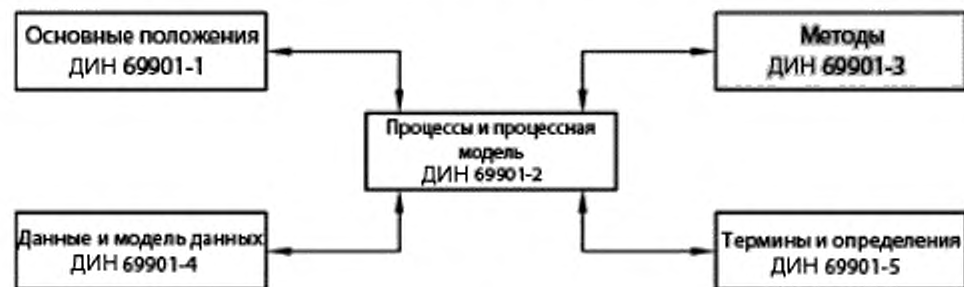 Основные положения
ДИН 69901-1
Методы
ДИН 69901-3
Процессы и процессная
модель
ДИН 69901-2
Данные и модель данных
ДИН 69901-4
Термины и определения
ДИН 69901-5